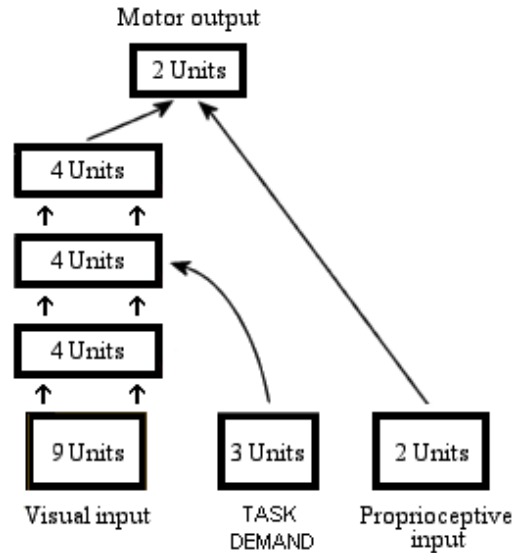 Motor output
2 Units
4 Units
4 Units
4 Units
9 Units
3 Units
2 Units
Visual input
TASK
DEMAND
Proprioceptive
input